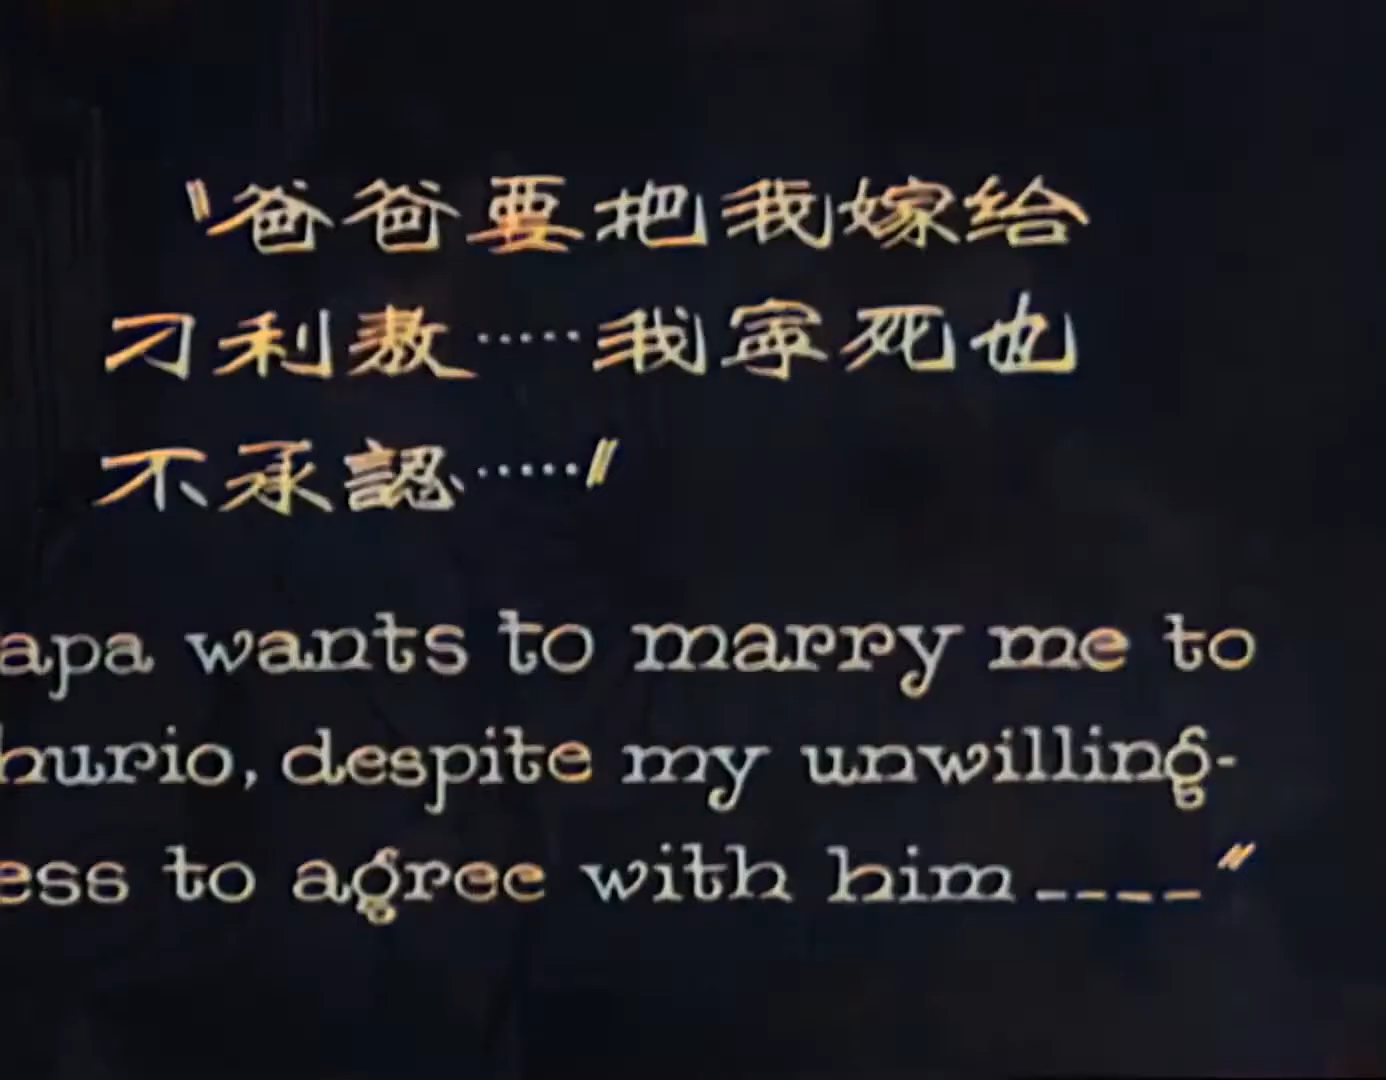 "爸爸要把我嫁给
刁利敖·····我寧死也
不承認·····"
apa wants to marry me to
hurio, despite my unwilling-
ess to agree with him ----"